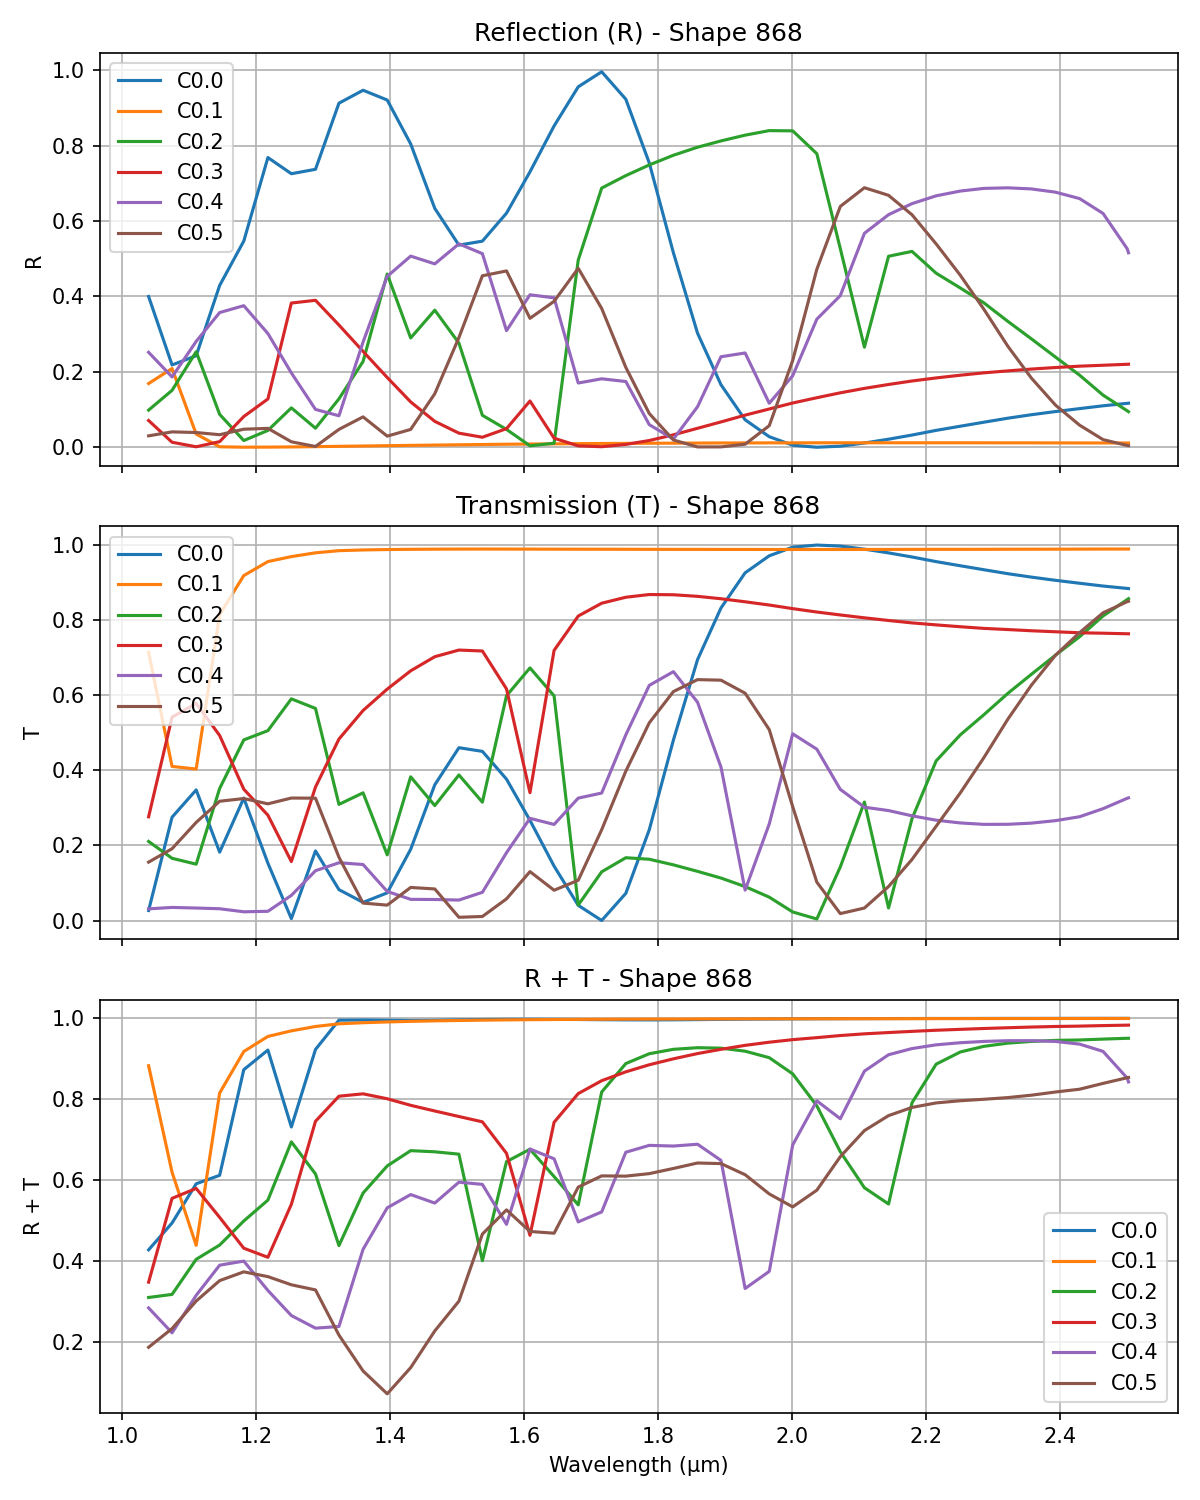 Reflection (R) - Shape 868
1.0
0.8
0.6
0.4
0.2
0.0
R
C0.0
C0.1
C0.2
C0.3
C0.4
C0.5
Transmission (T) - Shape 868
1.0
0.8
0.6
0.4
0.2
0.0
T
C0.0
C0.1
C0.2
C0.3
C0.4
C0.5
R + T - Shape 868
1.0
0.8
0.6
0.4
0.2
R + T
C0.0
C0.1
C0.2
C0.3
C0.4
C0.5
1.0 1.2 1.4 1.6 1.8 2.0 2.2 2.4
Wavelength (μm)